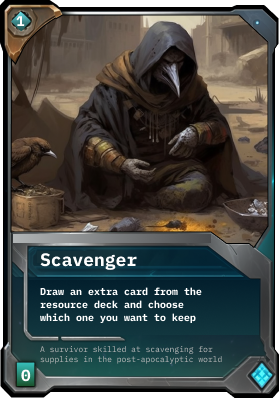 1
Scavenger
Draw an extra card from the
resource deck and choose
which one you want to keep
A survivor skilled at scavenging for
supplies in the post-apocalyptic world
0